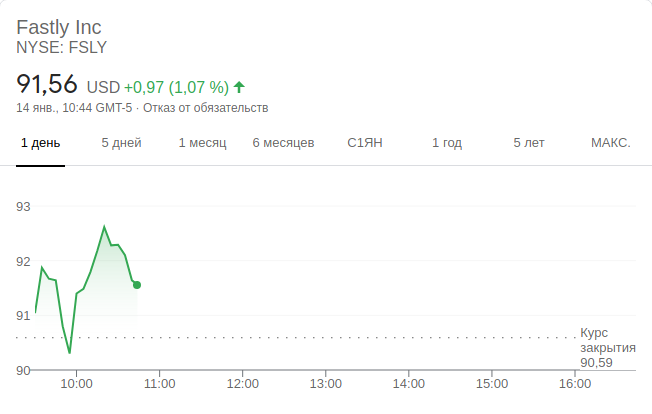 Fastly Inc
NYSE: FSLY
91,56 USD +0,97 (1,07 %)
14 янв., 10:44 GMT-5 · Отказ от обязательств
1 день 5 дней 1 месяц 6 месяцев С1ЯН 1 год 5 лет МАКС.
93
92
91
Курс
закрытия
90,59
90
10:00 11:00 12:00 13:00 14:00 15:00 16:00